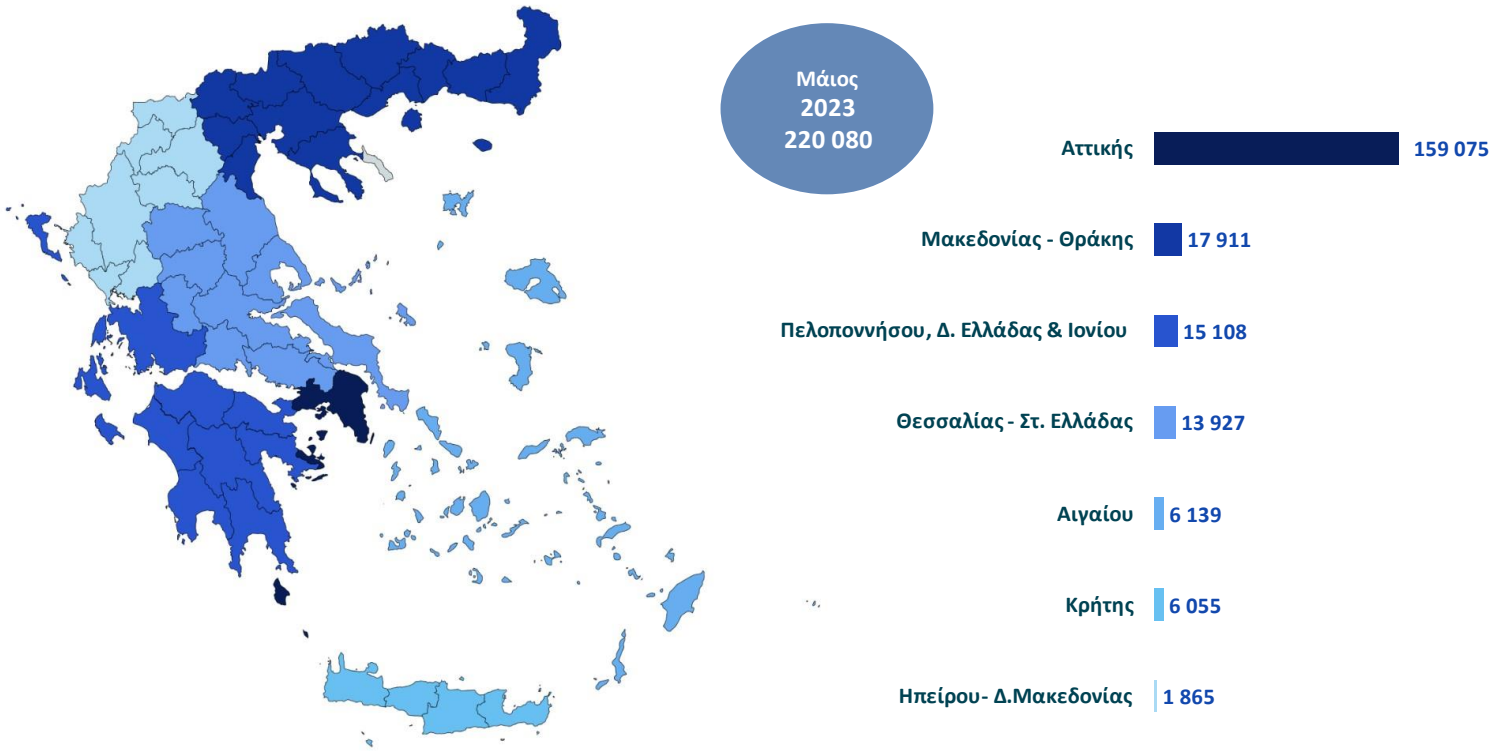 Μάιος
2023
220 080
Αττικής 159 075
Μακεδονίας - Θράκης 17 911
Πελοποννήσου, Δ. Ελλάδας & Ιονίου 15 108
Θεσσαλίας - Στ. Ελλάδας 13 927
Αιγαίου 6 139
Κρήτης 6 055
Ηπείρου- Δ.Μακεδονίας 1 865